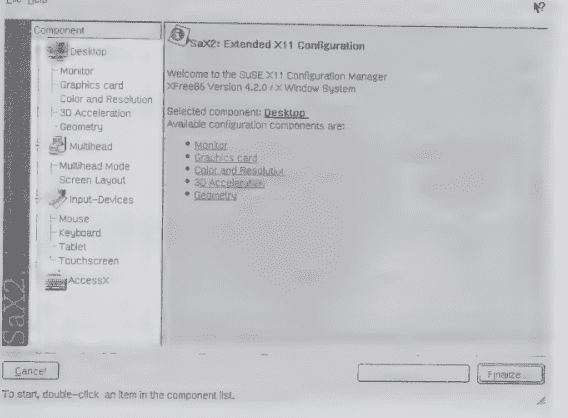 File Help
Component
Desktop
Monitor
Graphics card
Color and Resolution
3D Acceleration
Geometry
Multihead
Multihead Mode
Screen Layout
Input-Devices
Mouse
Keyboard
Tablet
Touchscreen
AccessX
SaX2
SaX2: Extended X11 Configuration
Welcome to the SuSE X11 Configuration Manager
XFree86 Version 4.2.0 / X Window System
Selected component: Desktop
Available configuration components are:
Monitor
Graphics card
Color and Resolution
3D Acceleration
Geometry
Cancel
Finalize...
To start, double-click an item in the component list.